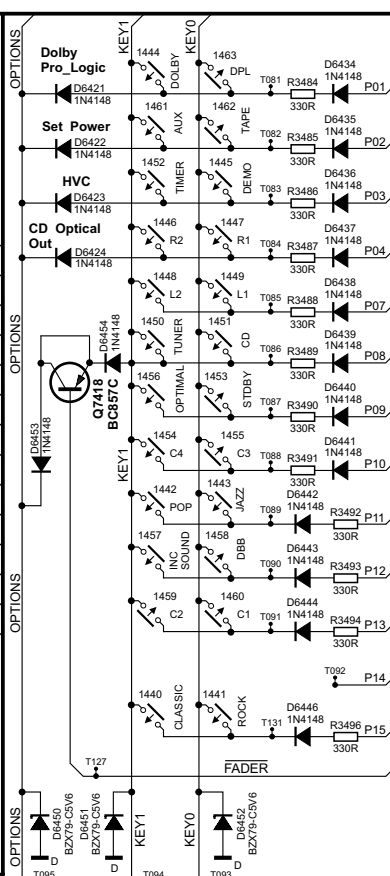 OPTIONS
KEY1
KEY0
Dolby
Pro_Logic
D6421
1N4148
1444
DOLBY
1463
DPL
T081
R3484
330R
D6434
1N4148
P01
Set Power
D6422
1N4148
1461
AUX
1462
TAPE
T082
R3485
330R
D6435
1N4148
P02
HVC
D6423
1N4148
1452
TIMER
1445
DEMO
T083
R3486
330R
D6436
1N4148
P03
CD Optical
Out
D6424
1N4148
1446
R2
1447
R1
T084
R3487
330R
D6437
1N4148
P04
1448
L2
1449
L1
T085
R3488
330R
D6438
1N4148
P07
OPTIONS
D6454
1N4148
1450
TUNER
1451
CD
T086
R3489
330R
D6439
1N4148
P08
Q7418
BC857C
1456
OPTIMAL
1453
STDBY
T087
R3490
330R
D6440
1N4148
P09
D6453
1N4148
KEY1
1454
C4
1455
C3
T088
R3491
330R
D6441
1N4148
P10
1442
POP
1443
JAZZ
T089
D6442
1N4148
R3492
330R
P11
1457
INC
SOUND
1458
DBB
T090
D6443
1N4148
R3493
330R
P12
OPTIONS
1459
C2
1460
C1
T091
D6444
1N4148
R3494
330R
P13
T092
P14
1440
CLASSIC
1441
ROCK
T131
D6446
1N4148
R3496
330R
P15
T127
FADER
OPTIONS
D6450
BZX79-C5V6
D
D6451
BZX79-C5V6
D
KEY1
KEY0
D6452
BZX79-C5V6
D
T095
T094
T093